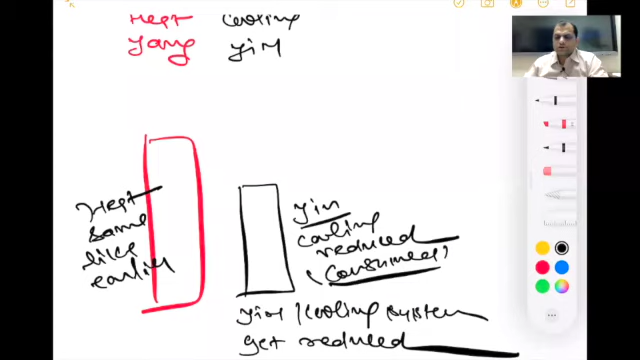 Heat cooling
Yang Yin
Heat
same
like
earlier
Yin
cooling
reduced
(consumed)
Yin / cooling system
get reduced